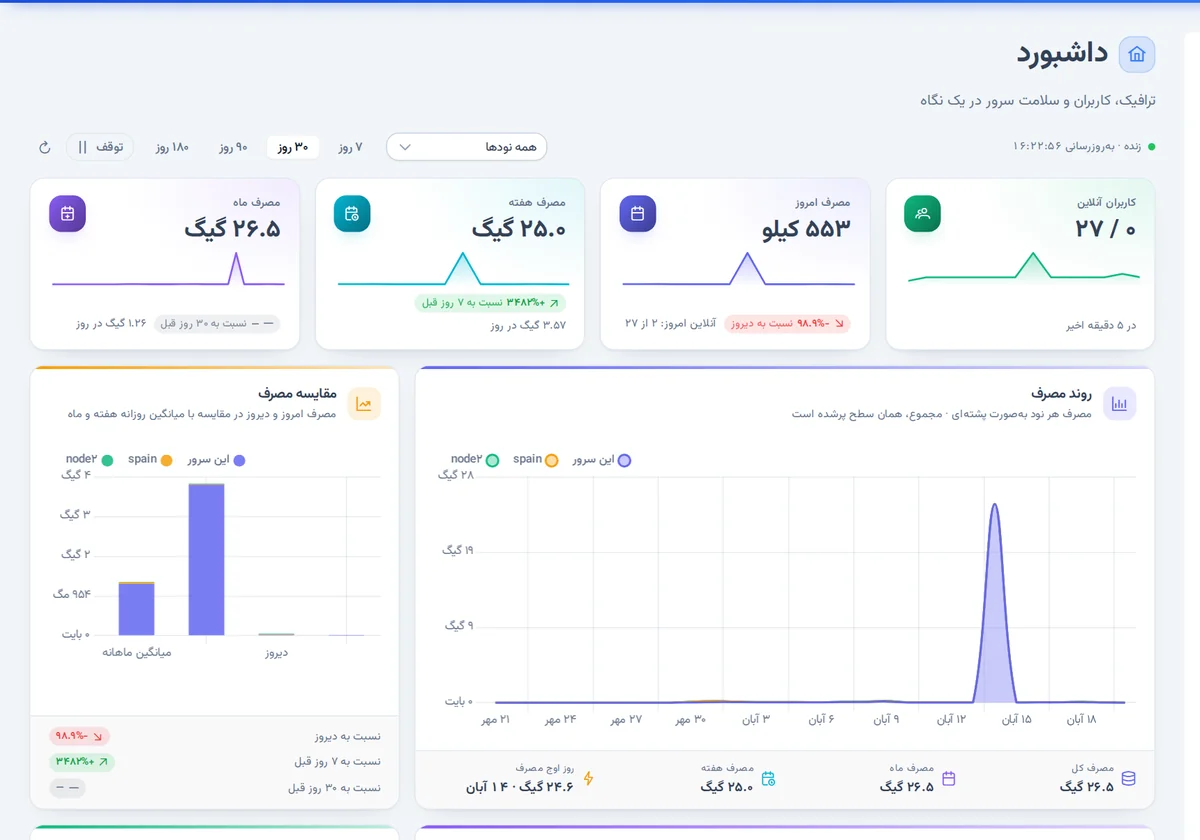 داشبورد
ترافیک، کاربران و سلامت سرور در یک نگاه
زنده · به‌روزرسانی ۱۶:۲۲:۵۶
همه نودها
۷ روز
۳۰ روز
۹۰ روز
۱۸۰ روز
توقف
کاربران آنلاین
۰ / ۲۷
در ۵ دقیقه اخیر
مصرف امروز
۵۵۳ کیلو
-۹۸.۹% نسبت به دیروز
آنلاین امروز: ۲ از ۲۷
مصرف هفته
۲۵.۰ گیگ
+۳۴۸۲% نسبت به ۷ روز قبل
۳.۵۷ گیگ در روز
مصرف ماه
۲۶.۵ گیگ
— نسبت به ۳۰ روز قبل
۱.۲۶ گیگ در روز
روند مصرف
مصرف هر نود به‌صورت پشته‌ای · مجموع، همان سطح پرشده است
این سرور
spain
node۲
۲۸ گیگ
۱۹ گیگ
۹ گیگ
۰ بایت
۲۱ مهر
۲۴ مهر
۲۷ مهر
۳۰ مهر
۳ آبان
۶ آبان
۹ آبان
۱۲ آبان
۱۵ آبان
۱۸ آبان
مصرف کل
۲۶.۵ گیگ
مصرف ماه
۲۶.۵ گیگ
مصرف هفته
۲۵.۰ گیگ
روز اوج مصرف
۲۴.۶ گیگ · ۱۴ آبان
مقایسه مصرف
مصرف امروز و دیروز در مقایسه با میانگین روزانه هفته و ماه
این سرور
spain
node۲
۴ گیگ
۳ گیگ
۲ گیگ
۹۵۴ مگ
۰ بایت
دیروز
میانگین ماهانه
نسبت به دیروز
-۹۸.۹%
نسبت به ۷ روز قبل
+۳۴۸۲%
نسبت به ۳۰ روز قبل
—